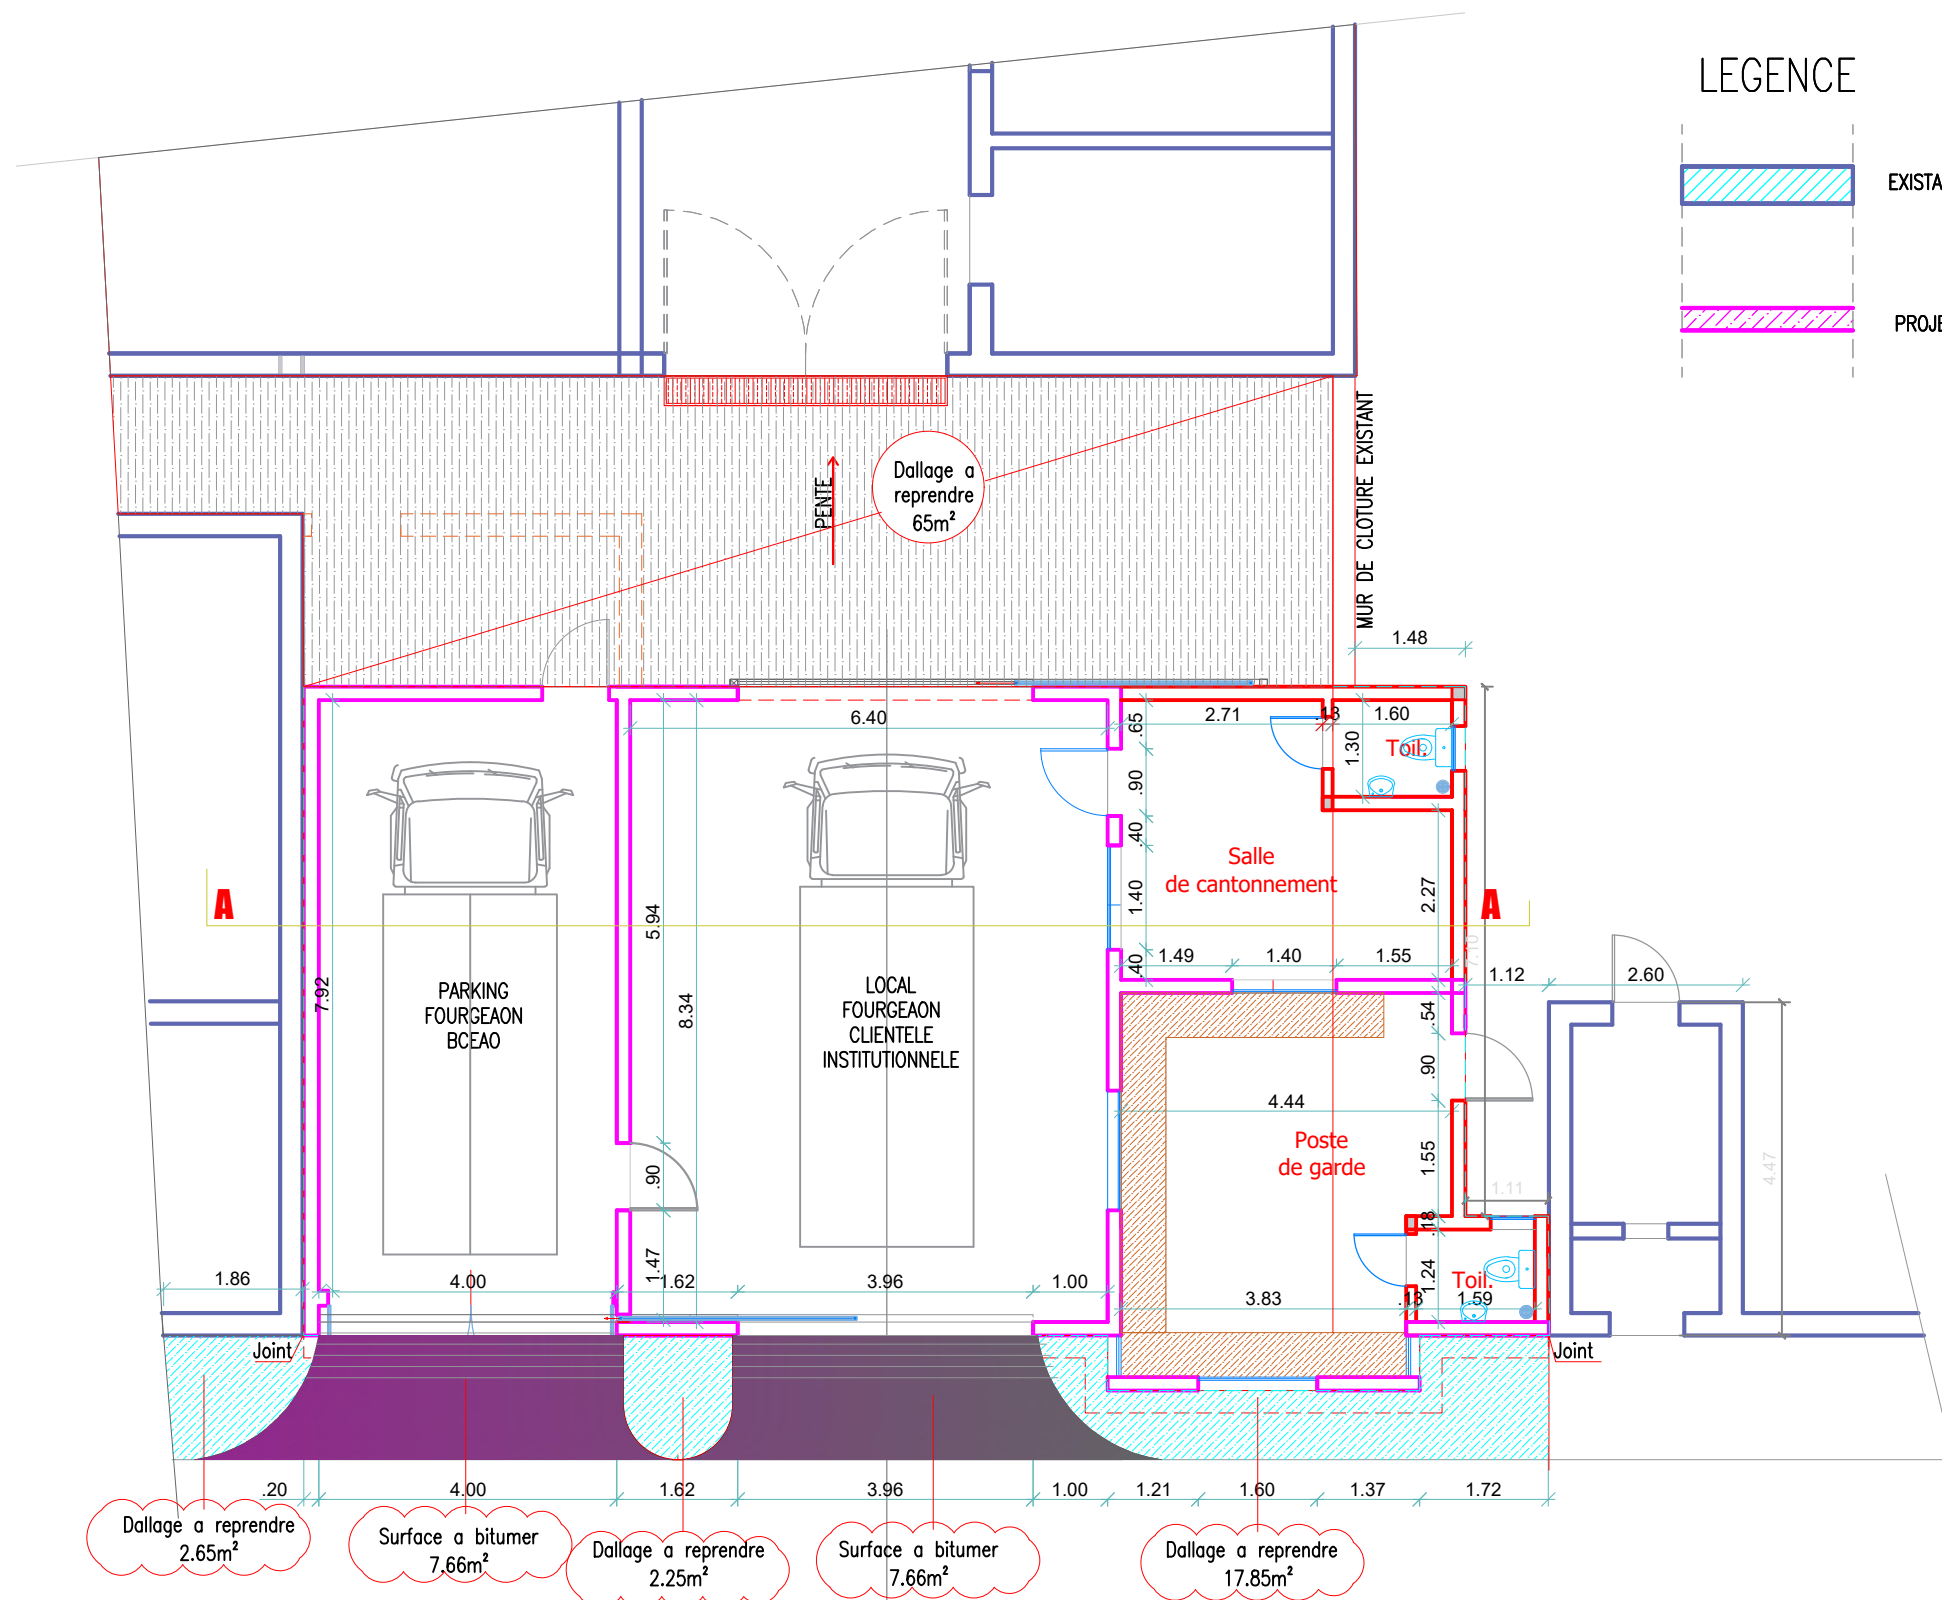 LEGENCE
EXISTA
PROJE
MUR DE CLOTURE EXISTANT
Dallage a
reprendre
65m²
PENTE
1.48
6.40
.65
2.71
.13
1.60
1.30
Toil.
.90
.40
Salle
de cantonnement
1.40
2.27
A
A
5.94
7.10
1.49
1.40
1.55
.40
1.12
2.60
7.92
PARKING
FOURGEAON
BCEAO
8.34
LOCAL
FOURGEAON
CLIENTELE
INSTITUTIONNELE
.54
.90
4.44
Poste
de garde
1.55
4.47
.90
1.11
.18
1.47
1.24
Toil.
1.86
4.00
1.62
3.96
1.00
3.83
.13
1.59
Joint
Joint
.20
4.00
1.62
3.96
1.00
1.21
1.60
1.37
1.72
Dallage a reprendre
2.65m²
Surface a bitumer
7.66m²
Dallage a reprendre
2.25m²
Surface a bitumer
7.66m²
Dallage a reprendre
17.85m²